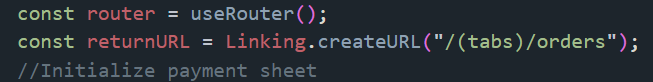 const router = useRouter();
const returnURL = Linking.createURL("/(tabs)/orders");
//Initialize payment sheet